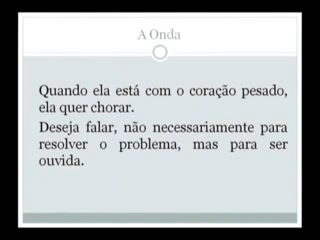 A Onda
Quando ela está com o coração pesado,
ela quer chorar.
Deseja falar, não necessariamente para
resolver o problema, mas para ser
ouvida.